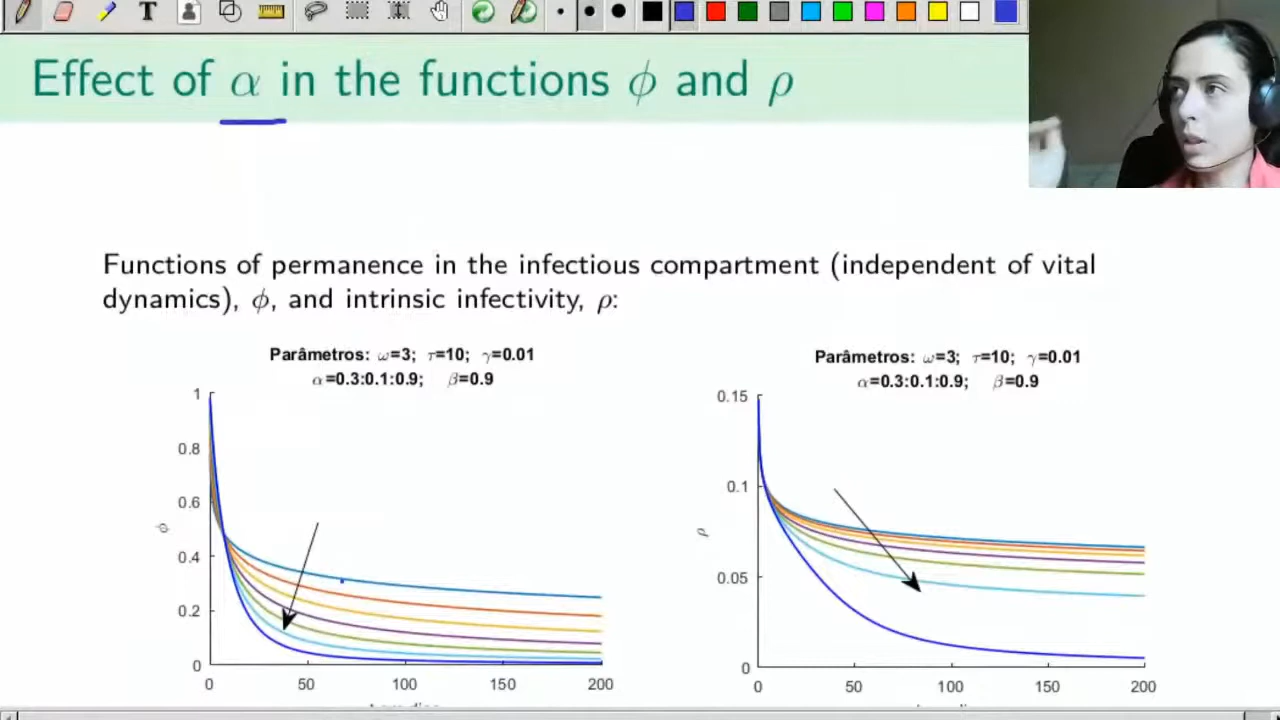 T
Effect of α in the functions ϕ and ρ
Functions of permanence in the infectious compartment (independent of vital
dynamics), ϕ, and intrinsic infectivity, ρ:
Parâmetros: ω=3; τ=10; γ=0.01
α=0.3:0.1:0.9; β=0.9
1
0.8
0.6
0.4
0.2
0
ϕ
0 50 100 150 200
Parâmetros: ω=3; τ=10; γ=0.01
α=0.3:0.1:0.9; β=0.9
0.15
0.1
0.05
0
ρ
0 50 100 150 200